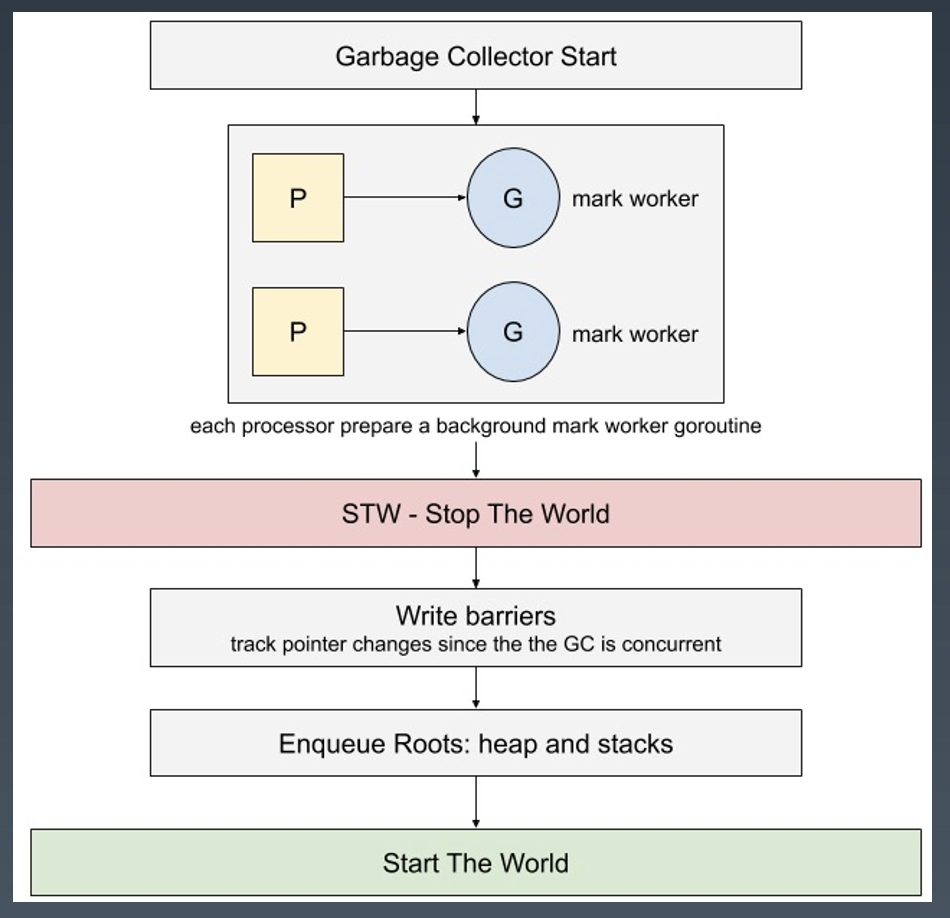 Garbage Collector Start
P
G
mark worker
P
G
mark worker
each processor prepare a background mark worker goroutine
STW - Stop The World
Write barriers
track pointer changes since the the GC is concurrent
Enqueue Roots: heap and stacks
Start The World